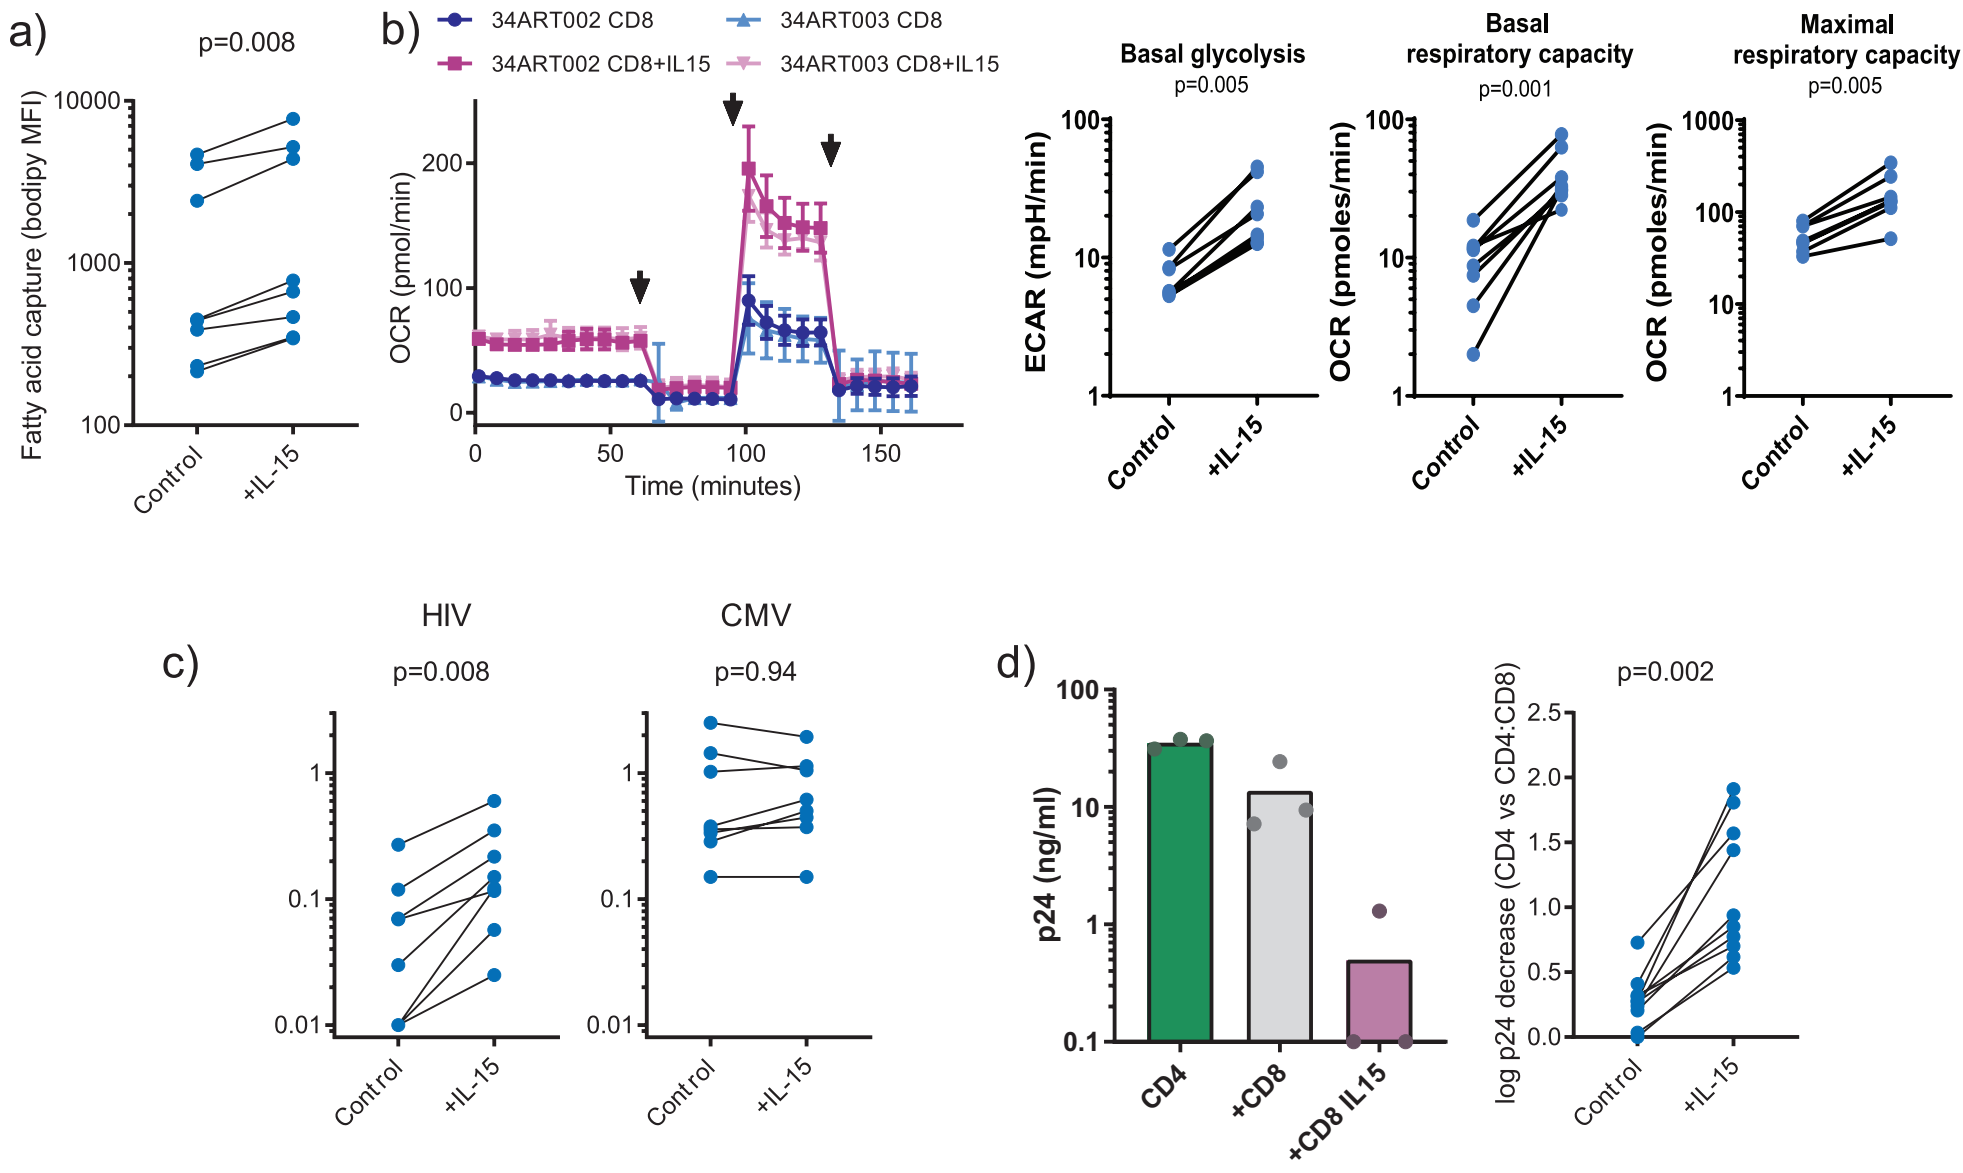 a)
p=0.008
Fatty acid capture (bodipy MFI)
10000
1000
100
Control
+IL-15
b)
34ART002 CD8
34ART003 CD8
34ART002 CD8+IL15
34ART003 CD8+IL15
OCR (pmol/min)
200
100
0
0
50
100
150
Time (minutes)
Basal glycolysis
p=0.005
ECAR (mpH/min)
100
10
1
Control
+IL-15
Basal
respiratory capacity
p=0.001
OCR (pmoles/min)
100
10
1
Control
+IL-15
Maximal
respiratory capacity
p=0.005
OCR (pmoles/min)
1000
100
10
1
Control
+IL-15
c)
HIV
p=0.008
1
0.1
0.01
Control
+IL-15
CMV
p=0.94
1
0.1
0.01
Control
+IL-15
d)
p24 (ng/ml)
100
10
1
0.1
CD4
+CD8
+CD8 IL-15
p=0.002
log p24 decrease (CD4 vs CD4:CD8)
2.5
2.0
1.5
1.0
0.5
0.0
Control
+IL-15